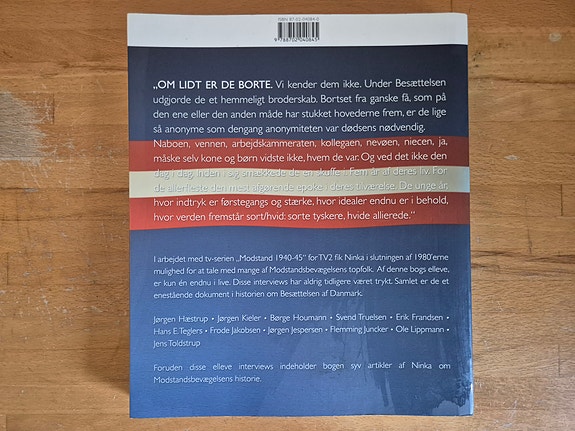 ISBN 87-02-04084-0
9 788702 040845
„OM LIDT ER DE BORTE. Vi kender dem ikke. Under Besættelsen
udgjorde de et hemmeligt broderskab. Bortset fra ganske få, som på
den ene eller den anden måde har stukket hovederne frem, er de lige
så anonyme som dengang anonymiteten var dødsens nødvendig.
Naboen, vennen, arbejdskammeraten, kollegaen, nevøen, niecen, ja,
måske selv kone og børn vidste ikke, hvem de var. Og ved det ikke den
dag i dag. Inden i sig smækkede de en skuffe i. Fem år af deres liv. For
de allerfleste den mest afgørende epoke i deres tilværelse. De unge år,
hvor indtryk er førstegangs og stærke, hvor idealer endnu er i behold,
hvor verden fremstår sort/hvid: sorte tyskere, hvide allierede.“
I arbejdet med tv-serien „Modstand 1940-45“ for TV2 fik Ninka i slutningen af 1980'erne
mulighed for at tale med mange af Modstandsbevægelsens topfolk. Af denne bogs elleve,
er kun én endnu i live. Disse interviews har aldrig tidligere været trykt. Samlet er de et
enestående dokument i historien om Besættelsen af Danmark.
Jørgen Hæstrup • Jørgen Kieler • Børge Houmann • Svend Truelsen • Erik Frandsen •
Hans E. Teglers • Frode Jakobsen • Jørgen Jespersen • Flemming Juncker • Ole Lippmann •
Jens Toldstrup
Foruden disse elleve interviews indeholder bogen syv artikler af Ninka om
Modstandsbevægelsens historie.